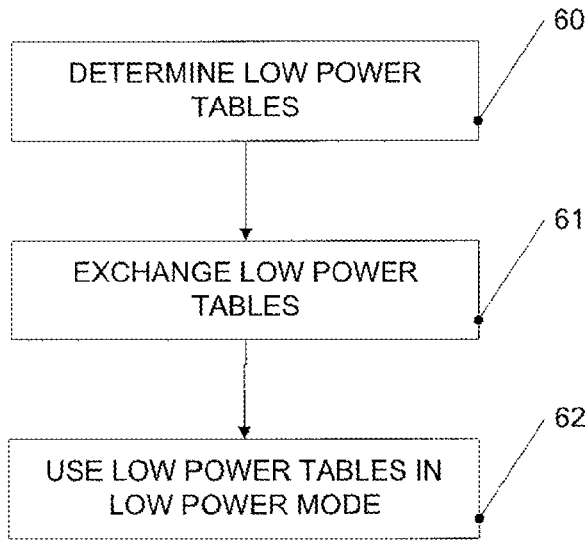 60
DETERMINE LOW POWER
TABLES
61
EXCHANGE LOW POWER
TABLES
62
USE LOW POWER TABLES IN
LOW POWER MODE